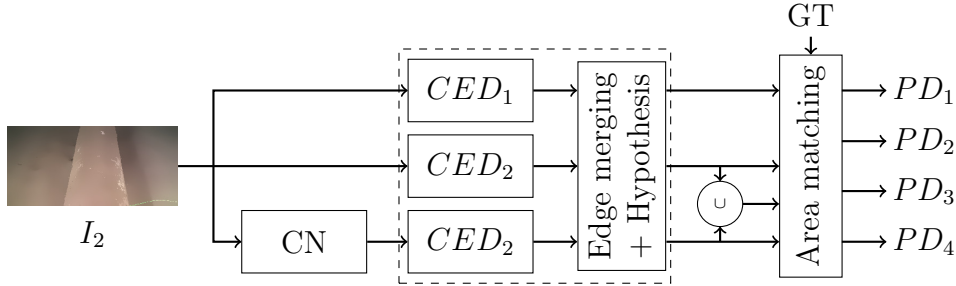 GT
CED₁
PD₁
CED₂
PD₂
I₂
CN
CED₂
Edge merging
+ Hypothesis
∪
Area matching
PD₃
PD₄